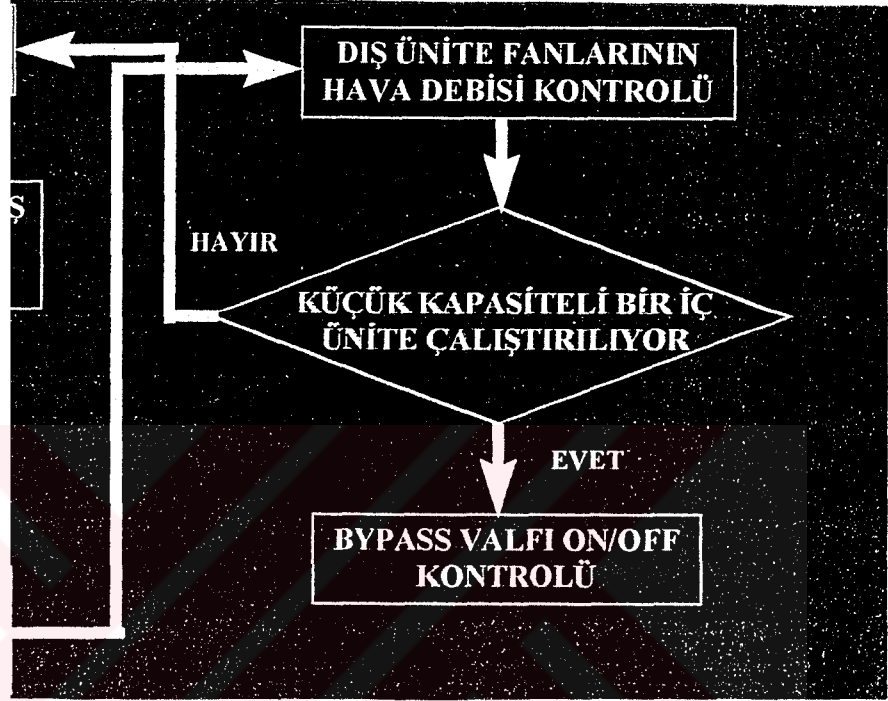 DIŞ ÜNİTE FANLARININ
HAVA DEBİSİ KONTROLÜ
Ş
HAYIR
KÜÇÜK KAPASİTELİ BİR İÇ
ÜNİTE ÇALIŞTIRILIYOR
EVET
BYPASS VALFI ON/OFF
KONTROLÜ